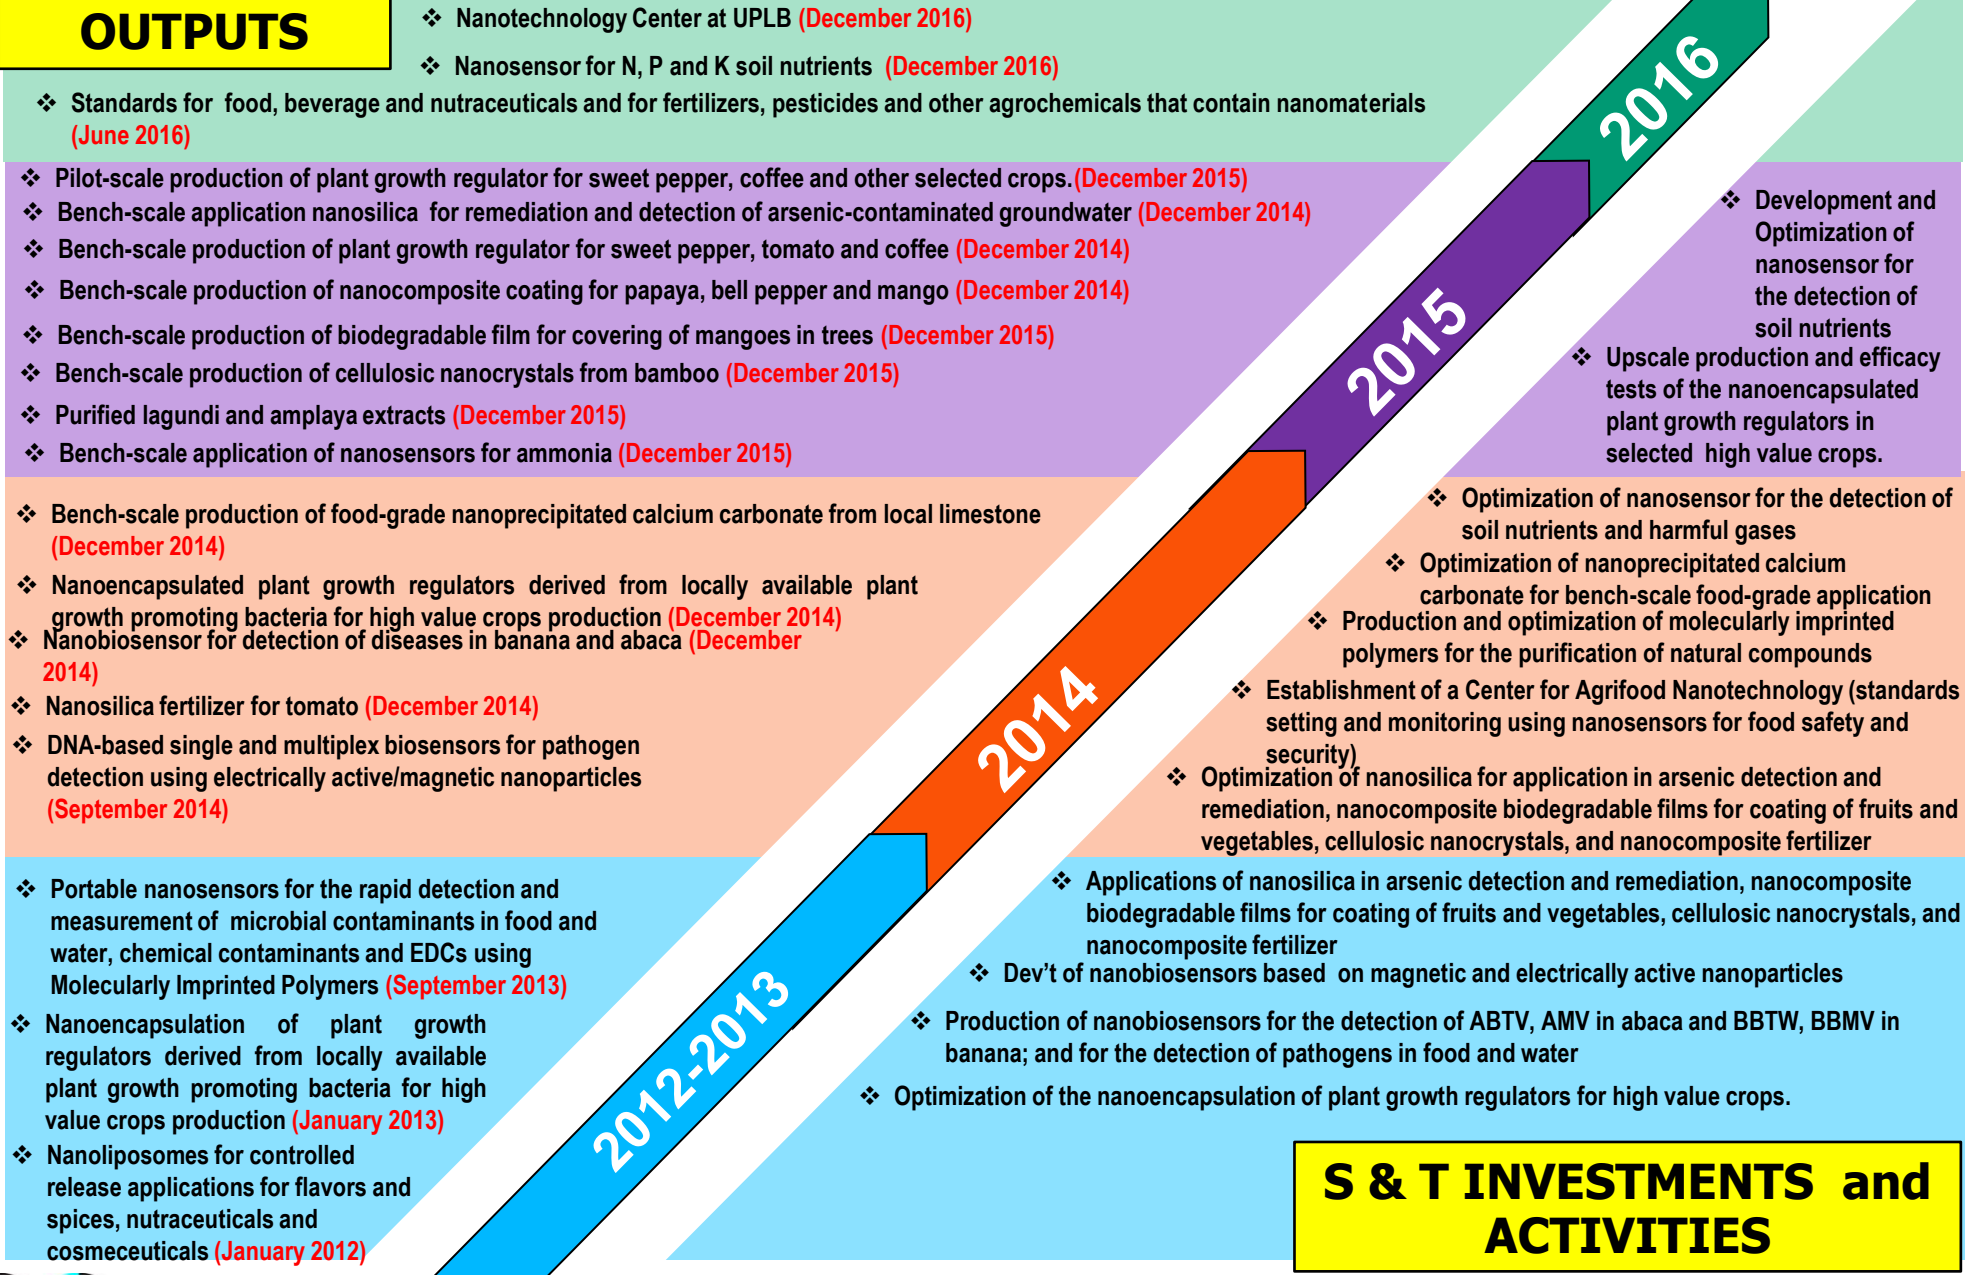 OUTPUTS
❖ Nanotechnology Center at UPLB (December 2016)
❖ Nanosensor for N, P and K soil nutrients (December 2016)
❖ Standards for food, beverage and nutraceuticals and for fertilizers, pesticides and other agrochemicals that contain nanomaterials
(June 2016)
❖ Pilot-scale production of plant growth regulator for sweet pepper, coffee and other selected crops.(December 2015)
❖ Bench-scale application nanosilica for remediation and detection of arsenic-contaminated groundwater (December 2014)
❖ Bench-scale production of plant growth regulator for sweet pepper, tomato and coffee (December 2014)
❖ Bench-scale production of nanocomposite coating for papaya, bell pepper and mango (December 2014)
❖ Bench-scale production of biodegradable film for covering of mangoes in trees (December 2015)
❖ Bench-scale production of cellulosic nanocrystals from bamboo (December 2015)
❖ Purified lagundi and amplaya extracts (December 2015)
❖ Bench-scale application of nanosensors for ammonia (December 2015)
❖ Bench-scale production of food-grade nanoprecipitated calcium carbonate from local limestone
(December 2014)
❖ Nanoencapsulated plant growth regulators derived from locally available plant
growth promoting bacteria for high value crops production (December 2014)
❖ Nanobiosensor for detection of diseases in banana and abaca (December
2014)
❖ Nanosilica fertilizer for tomato (December 2014)
❖ DNA-based single and multiplex biosensors for pathogen
detection using electrically active/magnetic nanoparticles
(September 2014)
❖ Portable nanosensors for the rapid detection and
measurement of microbial contaminants in food and
water, chemical contaminants and EDCs using
Molecularly Imprinted Polymers (September 2013)
❖ Nanoencapsulation of plant growth
regulators derived from locally available
plant growth promoting bacteria for high
value crops production (January 2013)
❖ Nanoliposomes for controlled
release applications for flavors and
spices, nutraceuticals and
cosmeceuticals (January 2012)
2016
2015
2014
2012-2013
❖ Development and
Optimization of
nanosensor for
the detection of
soil nutrients
❖ Upscale production and efficacy
tests of the nanoencapsulated
plant growth regulators in
selected high value crops.
❖ Optimization of nanosensor for the detection of
soil nutrients and harmful gases
❖ Optimization of nanoprecipitated calcium
carbonate for bench-scale food-grade application
❖ Production and optimization of molecularly imprinted
polymers for the purification of natural compounds
❖ Establishment of a Center for Agrifood Nanotechnology (standards
setting and monitoring using nanosensors for food safety and
security)
❖ Optimization of nanosilica for application in arsenic detection and
remediation, nanocomposite biodegradable films for coating of fruits and
vegetables, cellulosic nanocrystals, and nanocomposite fertilizer
❖ Applications of nanosilica in arsenic detection and remediation, nanocomposite
biodegradable films for coating of fruits and vegetables, cellulosic nanocrystals, and
nanocomposite fertilizer
❖ Dev’t of nanobiosensors based on magnetic and electrically active nanoparticles
❖ Production of nanobiosensors for the detection of ABTV, AMV in abaca and BBTW, BBMV in
banana; and for the detection of pathogens in food and water
❖ Optimization of the nanoencapsulation of plant growth regulators for high value crops.
S & T INVESTMENTS and
ACTIVITIES